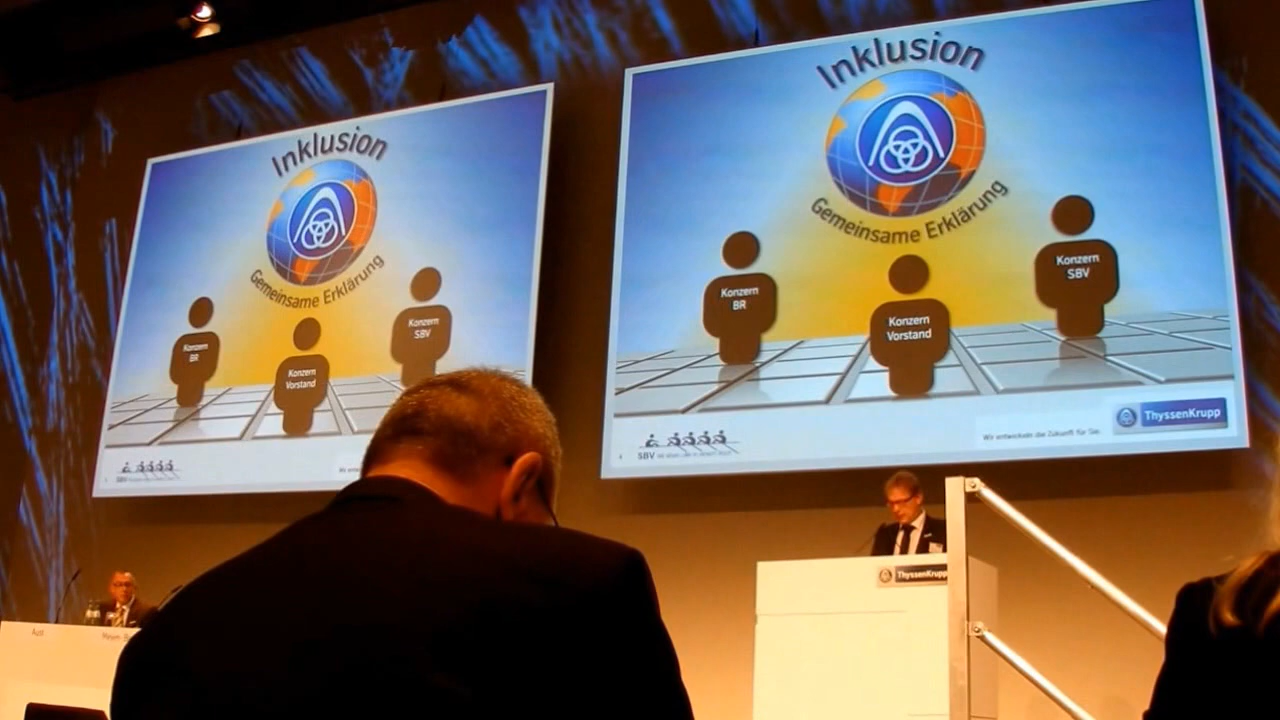 Inklusion
Gemeinsame Erklärung
Konzern
BR
Konzern
Vorstand
Konzern
SBV
SBV
Inklusion
Gemeinsame Erklärung
Konzern
BR
Konzern
Vorstand
Konzern
SBV
SBV
Wir entwickeln die Zukunft für Sie.
ThyssenKrupp
ThyssenKrupp